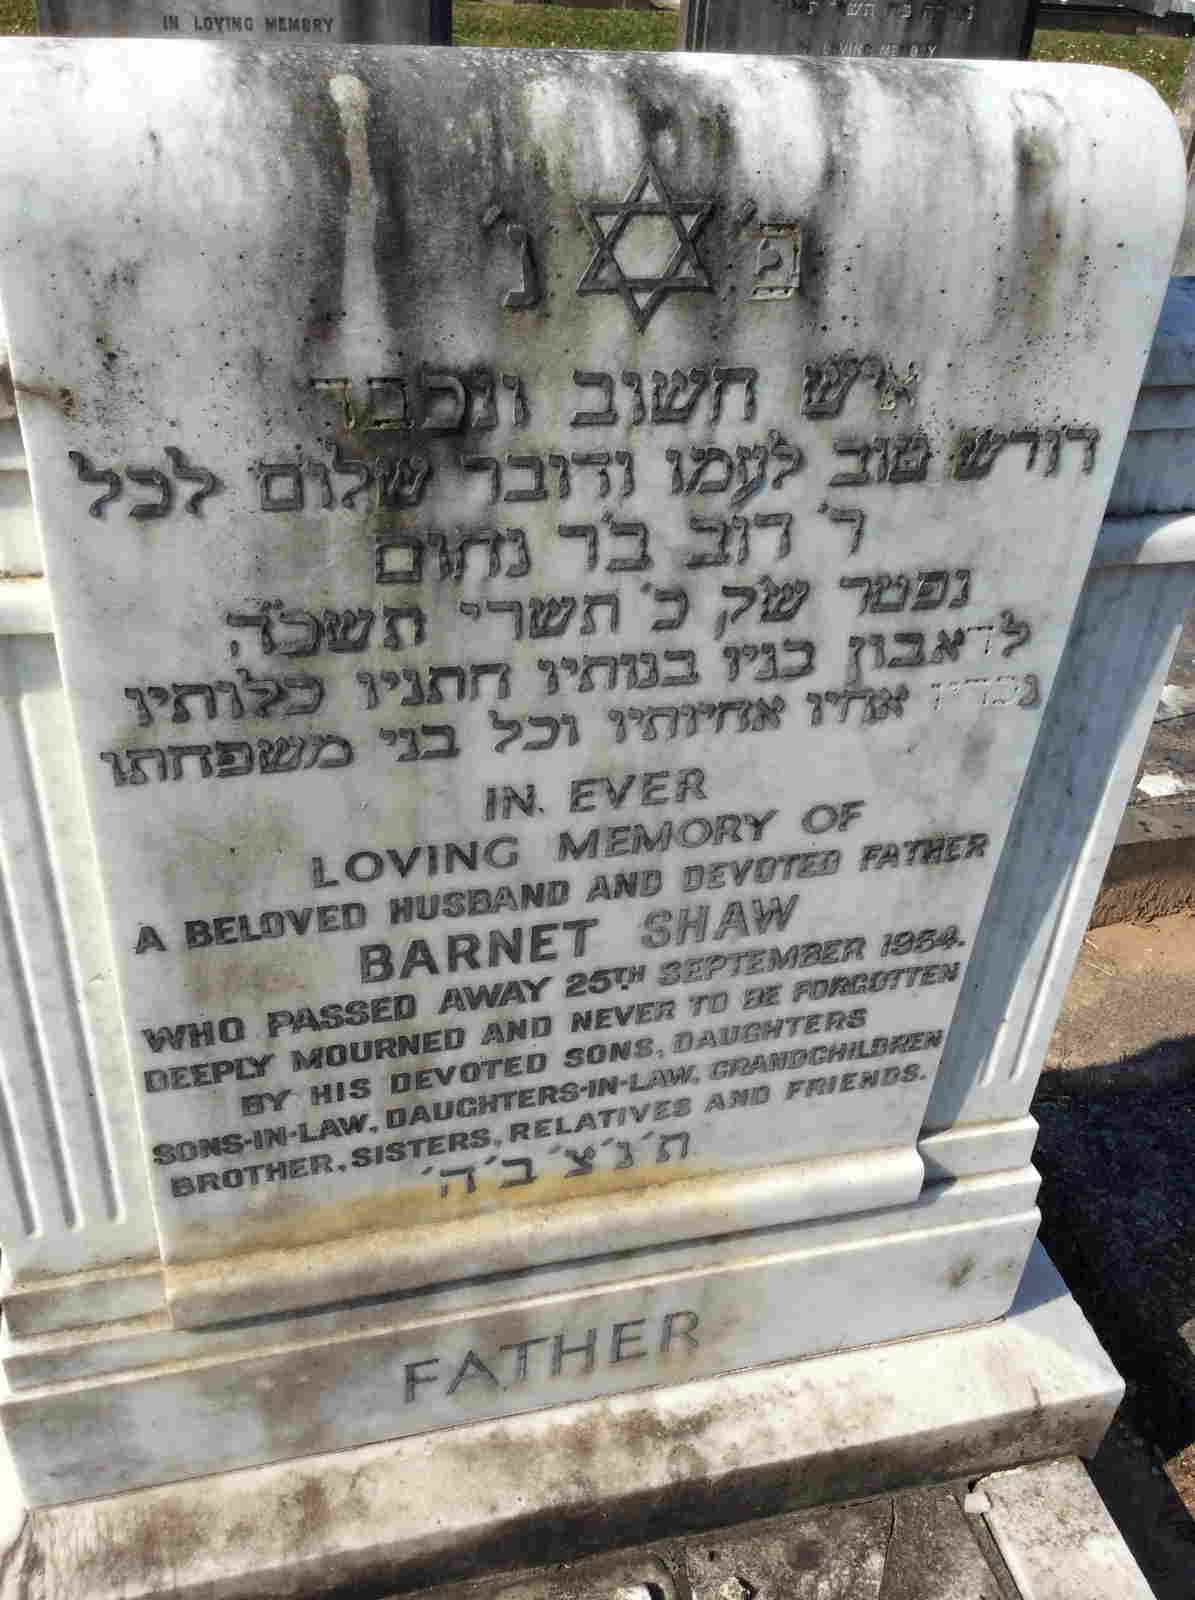 IN LOVING MEMORY
IN LOVING MEMORY
פ׳ נ׳
איש חשוב ונכבד
דורש טוב לעמו ודובר שלום לכל
ר׳ דוב ב״ר נחום
נפטר ש״ק כ׳ תשרי תשכ״ה
לדאבון בניו בנותיו חתניו כלותיו
נכדיו אחיו אחיותיו וכל בני משפחתו
IN EVER
LOVING MEMORY OF
A BELOVED HUSBAND AND DEVOTED FATHER
BARNET SHAW
WHO PASSED AWAY 25TH SEPTEMBER 1964.
DEEPLY MOURNED AND NEVER TO BE FORGOTTEN
BY HIS DEVOTED SONS, DAUGHTERS
SONS-IN-LAW, DAUGHTERS-IN-LAW, GRANDCHILDREN
BROTHER, SISTERS, RELATIVES AND FRIENDS.
ת׳נ׳צ׳ב׳ה׳
FATHER